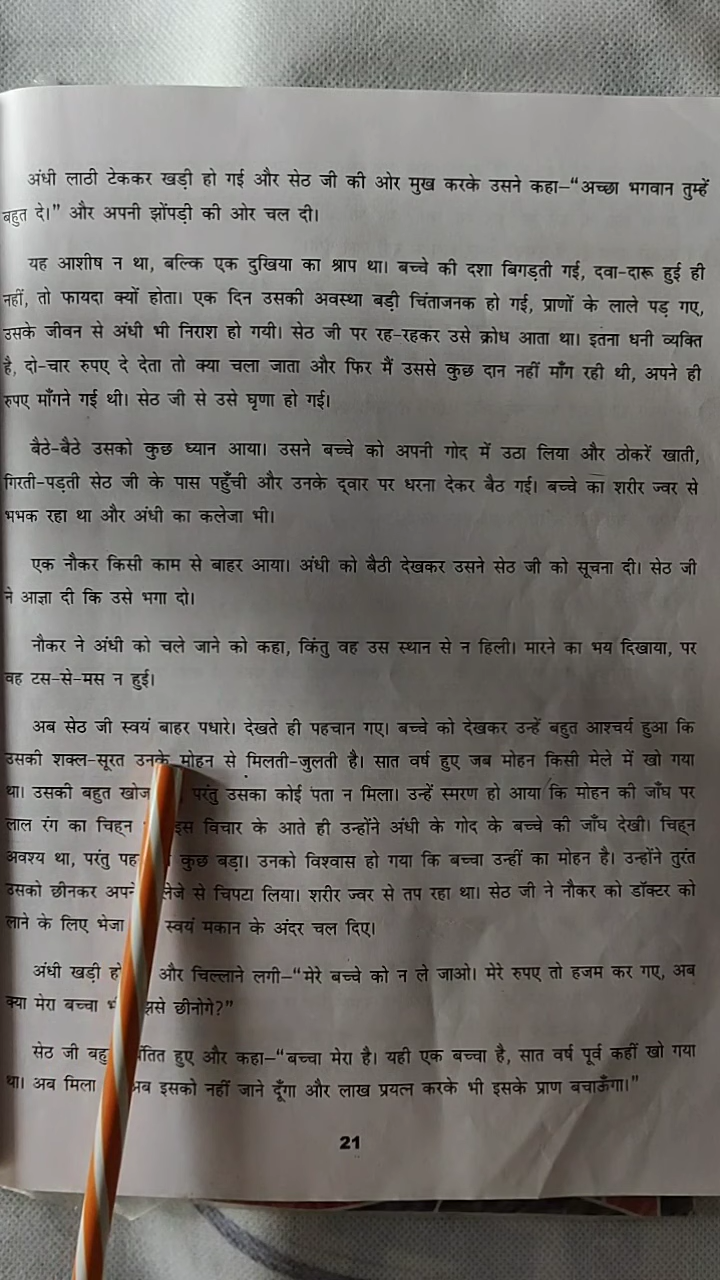 अंधी लाठी टेककर खड़ी हो गई और सेठ जी की ओर मुख करके उसने कहा–“अच्छा भगवान तुम्हें
बहुत दे।” और अपनी झोंपड़ी की ओर चल दी।
यह आशीष न था, बल्कि एक दुखिया का श्राप था। बच्चे की दशा बिगड़ती गई, दवा-दारू हुई ही
नहीं, तो फायदा क्यों होता। एक दिन उसकी अवस्था बड़ी चिंताजनक हो गई, प्राणों के लाले पड़ गए,
उसके जीवन से अंधी भी निराश हो गयी। सेठ जी पर रह-रहकर उसे क्रोध आता था। इतना धनी व्यक्ति
है, दो-चार रुपए दे देता तो क्या चला जाता और फिर मैं उससे कुछ दान नहीं माँग रही थी, अपने ही
रुपए माँगने गई थी। सेठ जी से उसे घृणा हो गई।
बैठे-बैठे उसको कुछ ध्यान आया। उसने बच्चे को अपनी गोद में उठा लिया और ठोकरें खाती,
गिरती-पड़ती सेठ जी के पास पहुँची और उनके द्वार पर धरना देकर बैठ गई। बच्चे का शरीर ज्वर से
भभक रहा था और अंधी का कलेजा भी।
एक नौकर किसी काम से बाहर आया। अंधी को बैठी देखकर उसने सेठ जी को सूचना दी। सेठ जी
ने आज्ञा दी कि उसे भगा दो।
नौकर ने अंधी को चले जाने को कहा, किंतु वह उस स्थान से न हिली। मारने का भय दिखाया, पर
वह टस-से-मस न हुई।
अब सेठ जी स्वयं बाहर पधारे। देखते ही पहचान गए। बच्चे को देखकर उन्हें बहुत आश्चर्य हुआ कि
उसकी शक्ल-सूरत उनके मोहन से मिलती-जुलती है। सात वर्ष हुए जब मोहन किसी मेले में खो गया
था। उसकी बहुत खोज परंतु उसका कोई पता न मिला। उन्हें स्मरण हो आया कि मोहन की जाँघ पर
लाल रंग का चिह्न इस विचार के आते ही उन्होंने अंधी के गोद के बच्चे की जाँघ देखी। चिह्न
अवश्य था, परंतु कुछ बड़ा। उनको विश्वास हो गया कि बच्चा उन्हीं का मोहन है। उन्होंने तुरंत
उसको छीनकर अपने से चिपटा लिया। शरीर ज्वर से तप रहा था। सेठ जी ने नौकर को डॉक्टर को
लाने के लिए भेजा स्वयं मकान के अंदर चल दिए।
अंधी खड़ी हो और चिल्लाने लगी–“मेरे बच्चे को न ले जाओ। मेरे रुपए तो हजम कर गए, अब
क्या मेरा बच्चा छीनोगे?”
सेठ जी हुए और कहा–“बच्चा मेरा है। यही एक बच्चा है, सात वर्ष पूर्व कहीं खो गया
था। अब मिला अब इसको नहीं जाने दूँगा और लाख प्रयत्न करके भी इसके प्राण बचाऊँगा।”
21